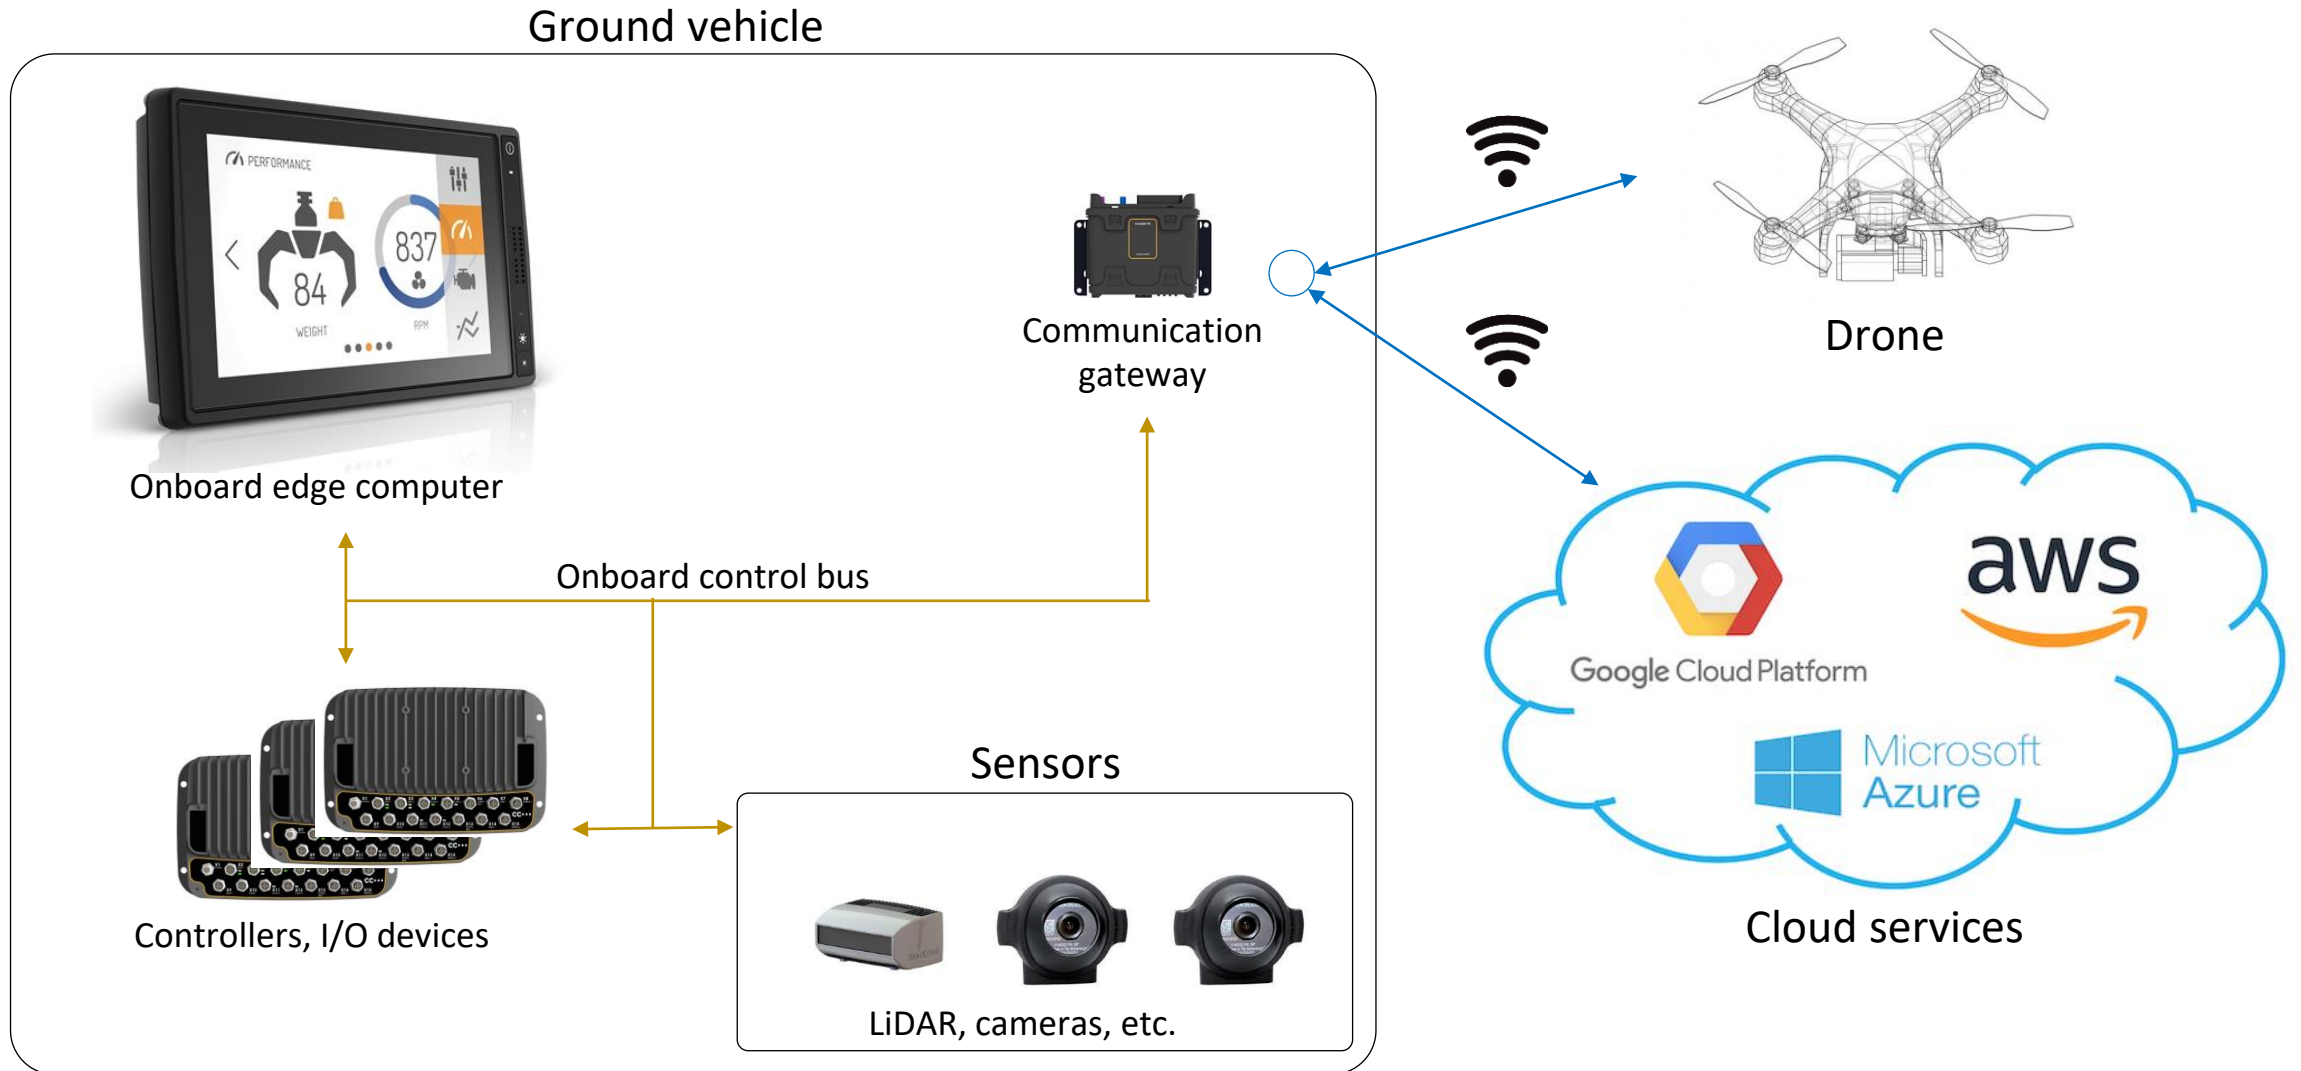 Ground vehicle
PERFORMANCE
84
WEIGHT
837
RPM
Onboard edge computer
Communication
gateway
Drone
Onboard control bus
Google Cloud Platform
aws
Microsoft
Azure
Cloud services
Controllers, I/O devices
Sensors
LiDAR, cameras, etc.